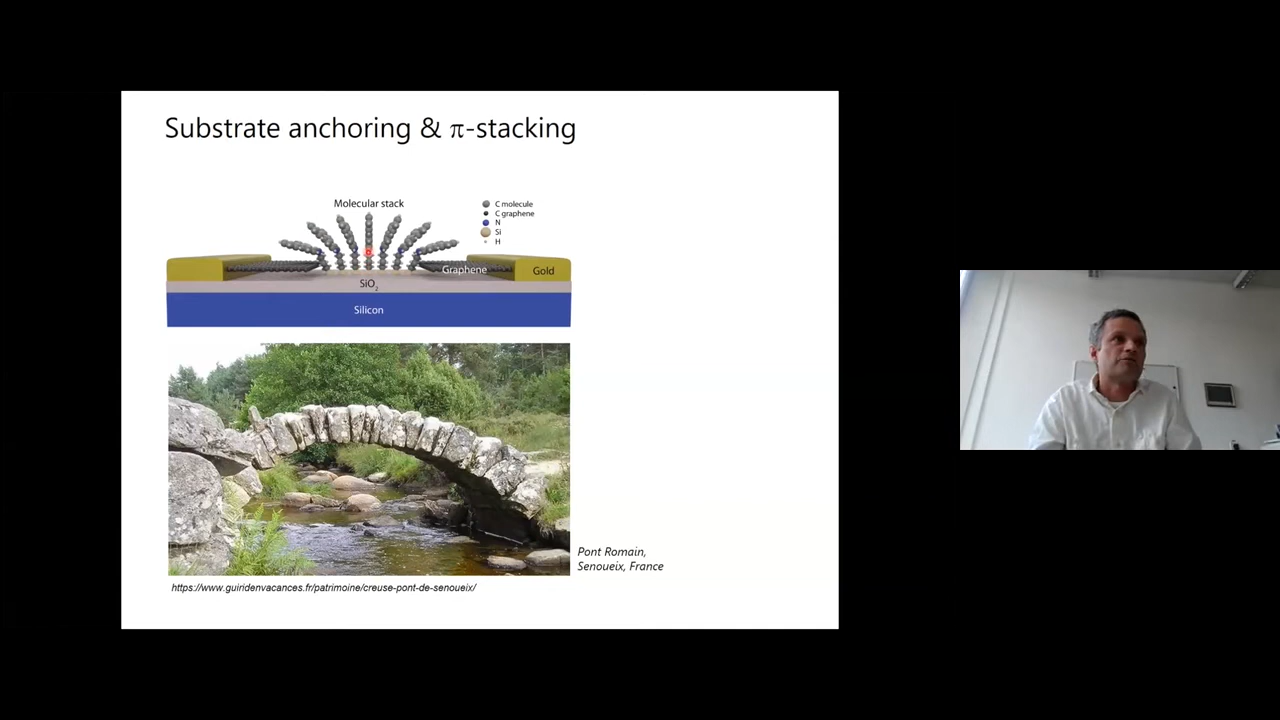 Substrate anchoring & π-stacking
Molecular stack
C molecule
C graphene
N
Si
H
Graphene
Gold
SiO₂
Silicon
Pont Romain,
Senoueix, France
https://www.guiridenvacances.fr/patrimoine/creuse-pont-de-senoueix/